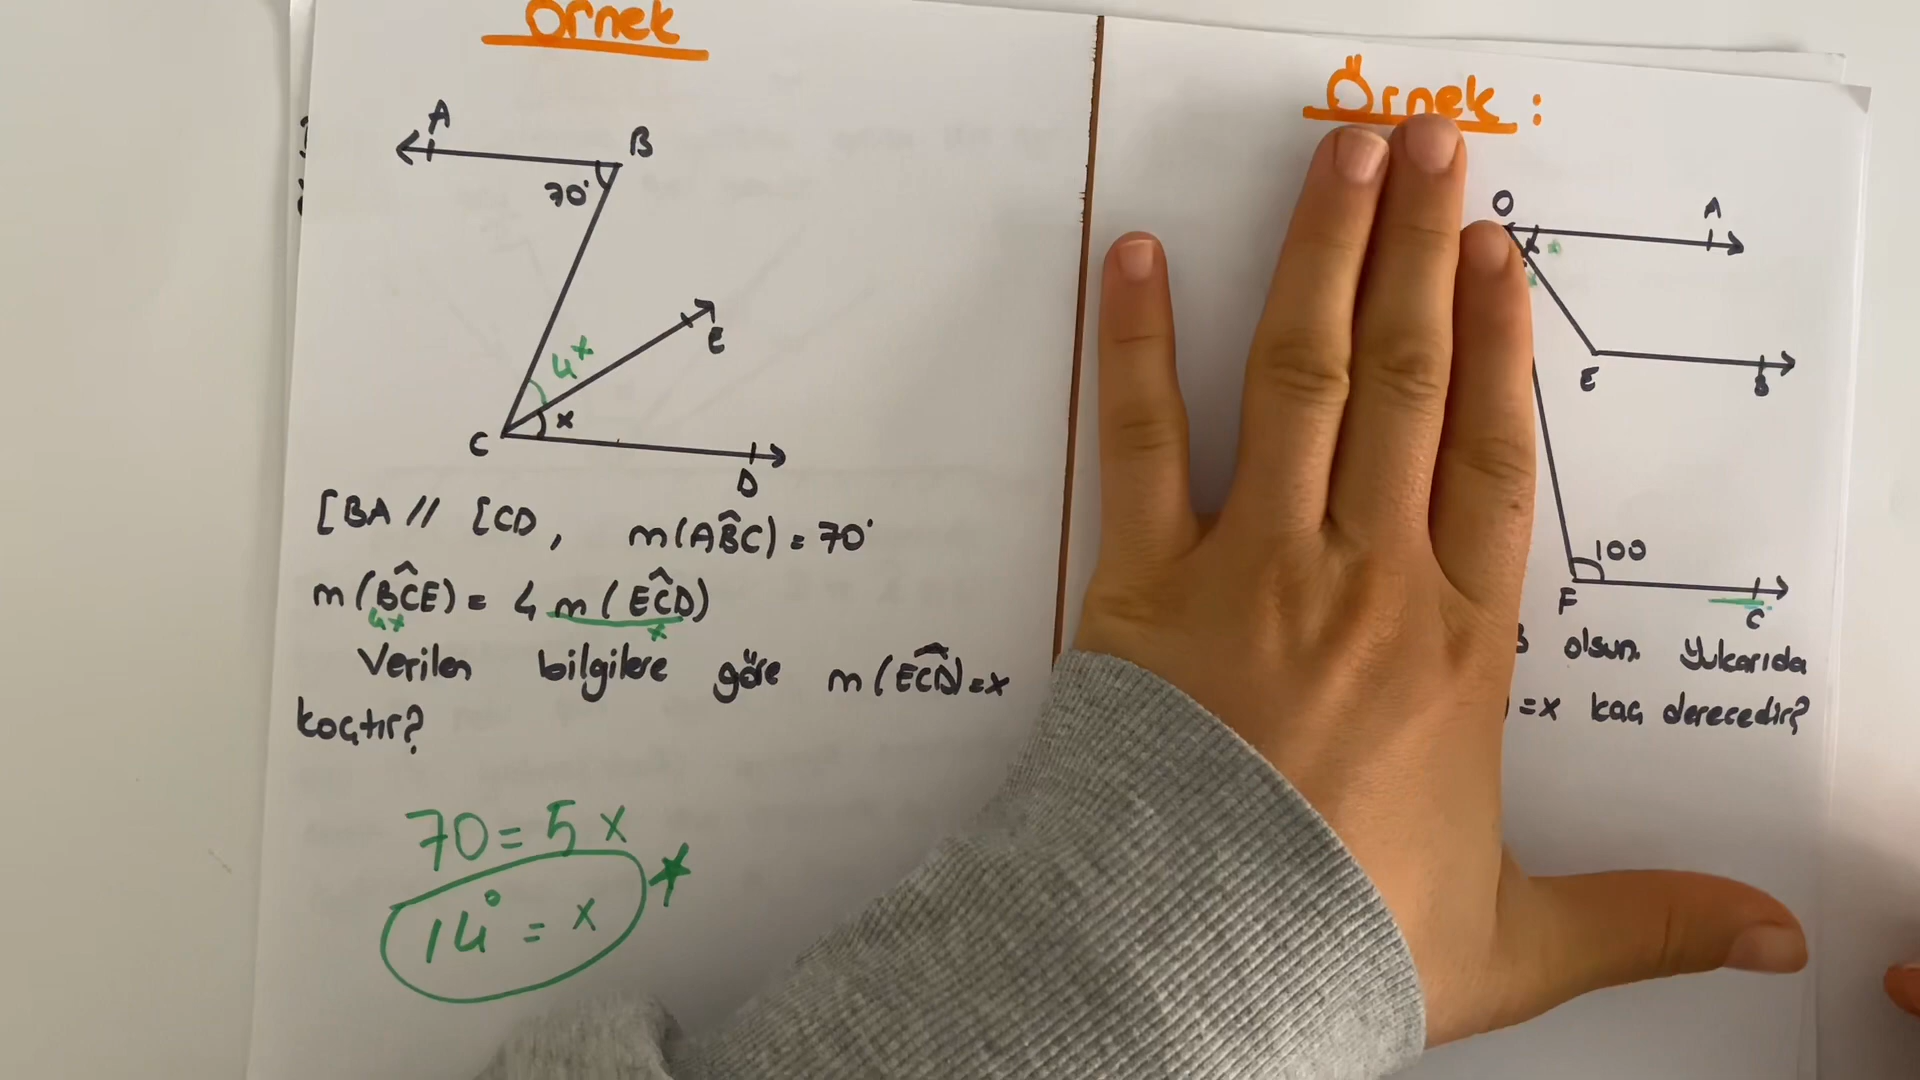 Örnek
A
B
70°
4x
E
x
C
D
[BA // [CD, m(ABC) = 70°
m(BCE) = 4 m(ECD)
4x x
Verilen bilgilere göre m(ECD)=x
kaçtır?
70 = 5x
14° = x
Örnek :
O
A
E
B
100
F
C
olsun. Yukarıda
=x kaç derecedir?